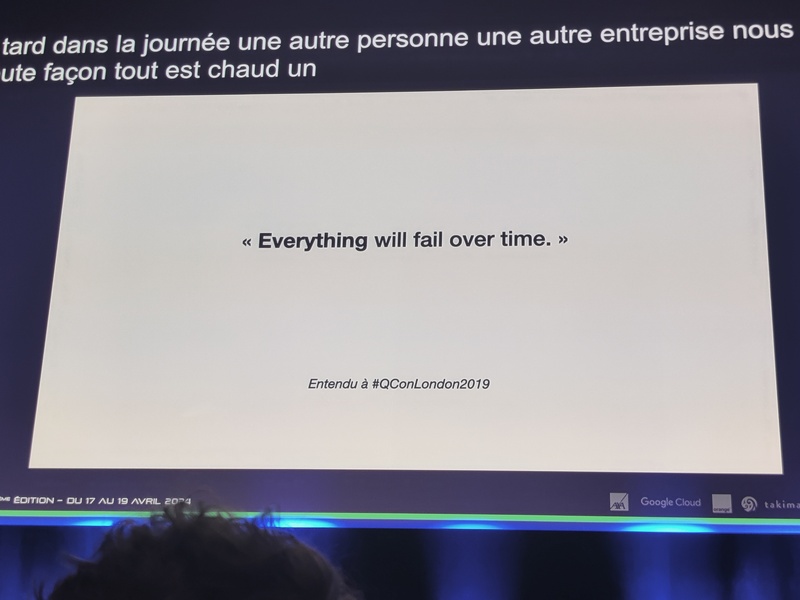 tard dans la journée une autre personne une autre entreprise nous
ute façon tout est chaud un
« Everything will fail over time. »
Entendu à #QConLondon2019
ÈME ÉDITION – DU 17 AU 19 AVRIL 2024
AXA Google Cloud orange takima